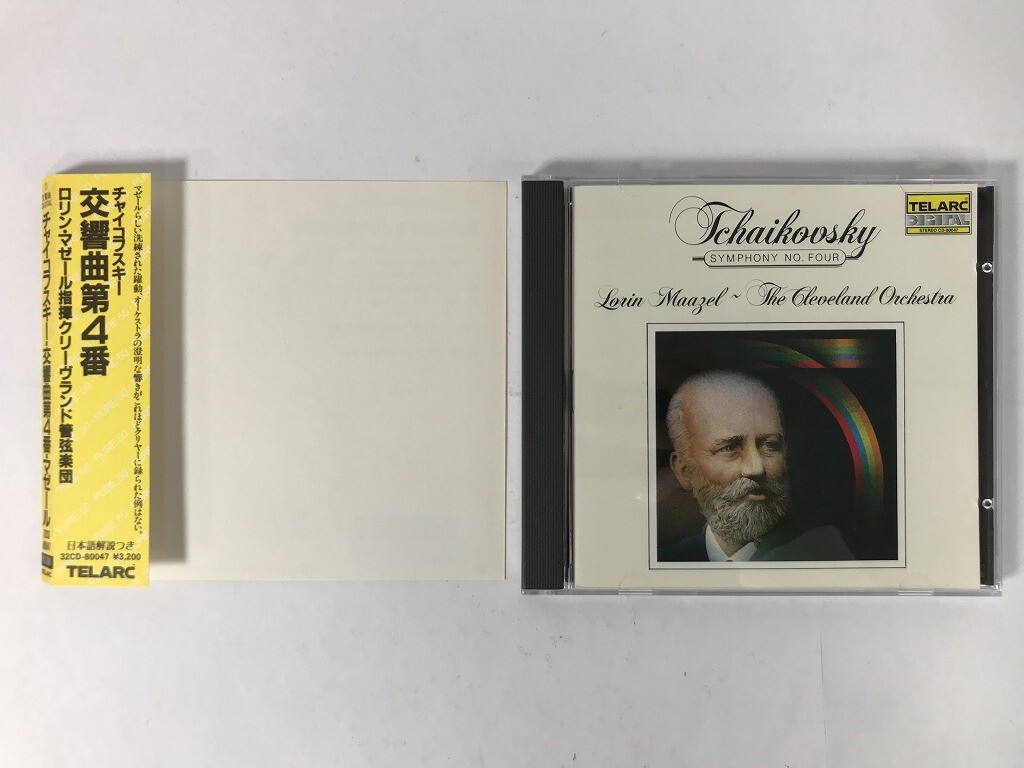 マゼールらしい洗練された躍動、オーケストラの澄明な響きがこれほどクリヤーに録られた例はない。
チャイコフスキー
交響曲第4番
ロリン・マゼール指揮クリーヴランド管弦楽団
日本語解説つき
32CD-80047 ¥3,200
TELARC
チャイコフスキー:交響曲第4番・マゼール
TELARC
Tchaikovsky
SYMPHONY NO. FOUR
TELARC
DIGITAL
STEREO CD-80047
Lorin Maazel ~ The Cleveland Orchestra